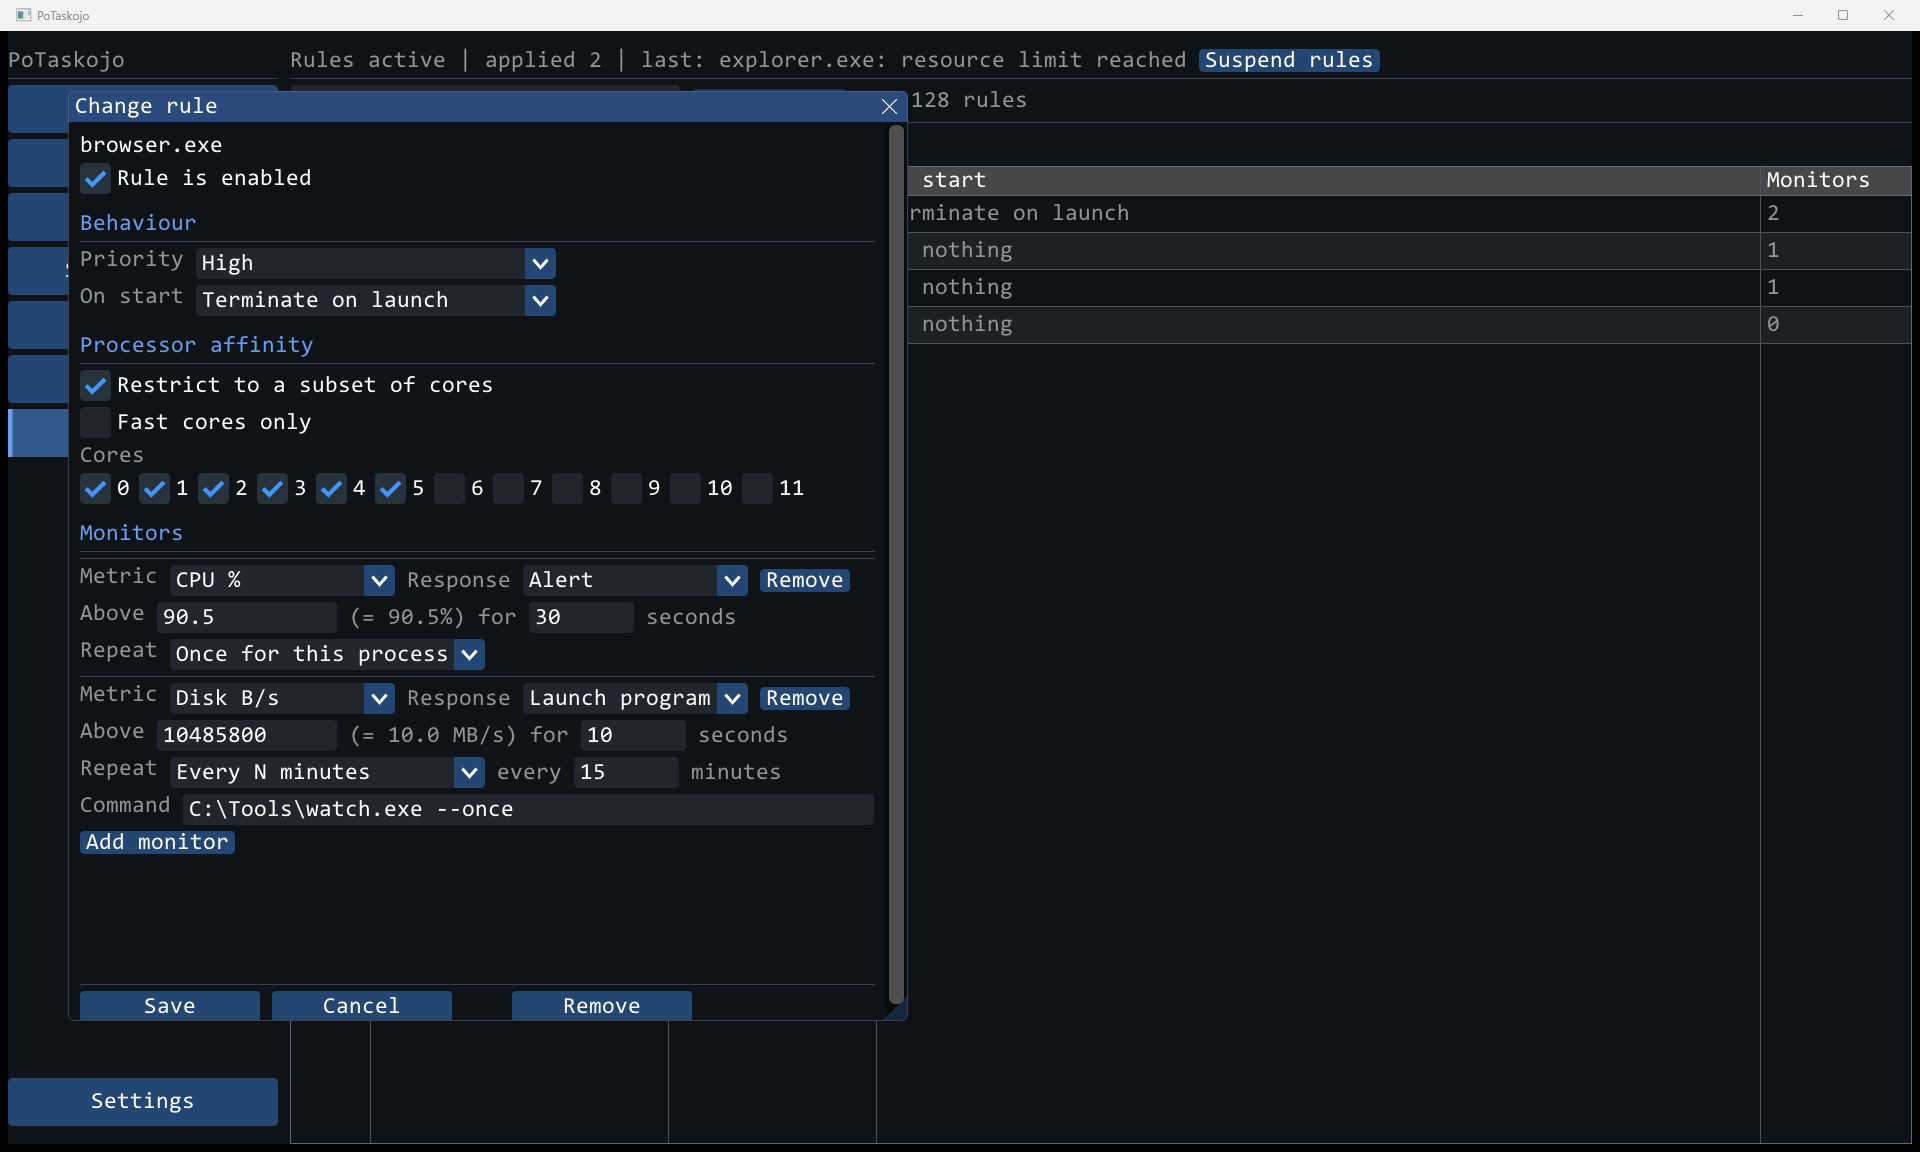 PoTaskojo
PoTaskojo
Rules active | applied 2 | last: explorer.exe: resource limit reached Suspend rules
128 rules
Change rule
browser.exe
Rule is enabled
Behaviour
Priority High
On start Terminate on launch
Processor affinity
Restrict to a subset of cores
Fast cores only
Cores
0 1 2 3 4 5 6 7 8 9 10 11
Monitors
Metric CPU % Response Alert Remove
Above 90.5 (= 90.5%) for 30 seconds
Repeat Once for this process
Metric Disk B/s Response Launch program Remove
Above 10485800 (= 10.0 MB/s) for 10 seconds
Repeat Every N minutes every 15 minutes
Command C:\Tools\watch.exe --once
Add monitor
Save Cancel Remove
start Monitors
rminate on launch 2
nothing 1
nothing 1
nothing 0
Settings